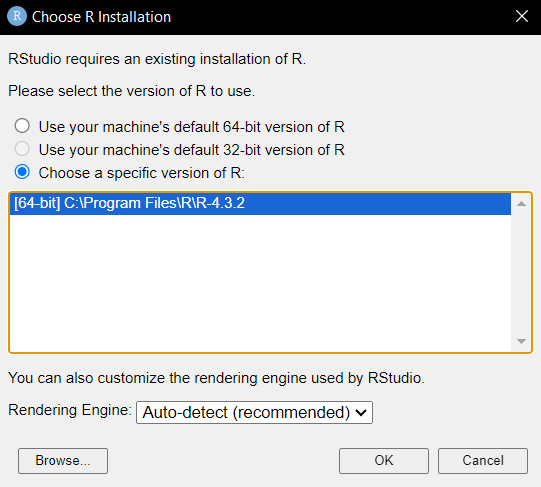 R Choose R Installation
RStudio requires an existing installation of R.
Please select the version of R to use.
Use your machine's default 64-bit version of R
Use your machine's default 32-bit version of R
Choose a specific version of R:
[64-bit] C:\Program Files\R\R-4.3.2
You can also customize the rendering engine used by RStudio.
Rendering Engine: Auto-detect (recommended)
Browse... OK Cancel